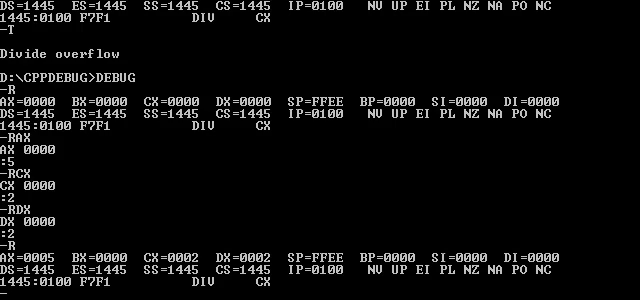 DS=1445 ES=1445 SS=1445 CS=1445 IP=0100 NV UP EI PL NZ NA PO NC
1445:0100 F7F1 DIV CX
-T
Divide overflow
D:\CPPDEBUG>DEBUG
-R
AX=0000 BX=0000 CX=0000 DX=0000 SP=FFEE BP=0000 SI=0000 DI=0000
DS=1445 ES=1445 SS=1445 CS=1445 IP=0100 NV UP EI PL NZ NA PO NC
1445:0100 F7F1 DIV CX
-RAX
AX 0000
:5
-RCX
CX 0000
:2
-RDX
DX 0000
:2
-R
AX=0005 BX=0000 CX=0002 DX=0002 SP=FFEE BP=0000 SI=0000 DI=0000
DS=1445 ES=1445 SS=1445 CS=1445 IP=0100 NV UP EI PL NZ NA PO NC
1445:0100 F7F1 DIV CX
-